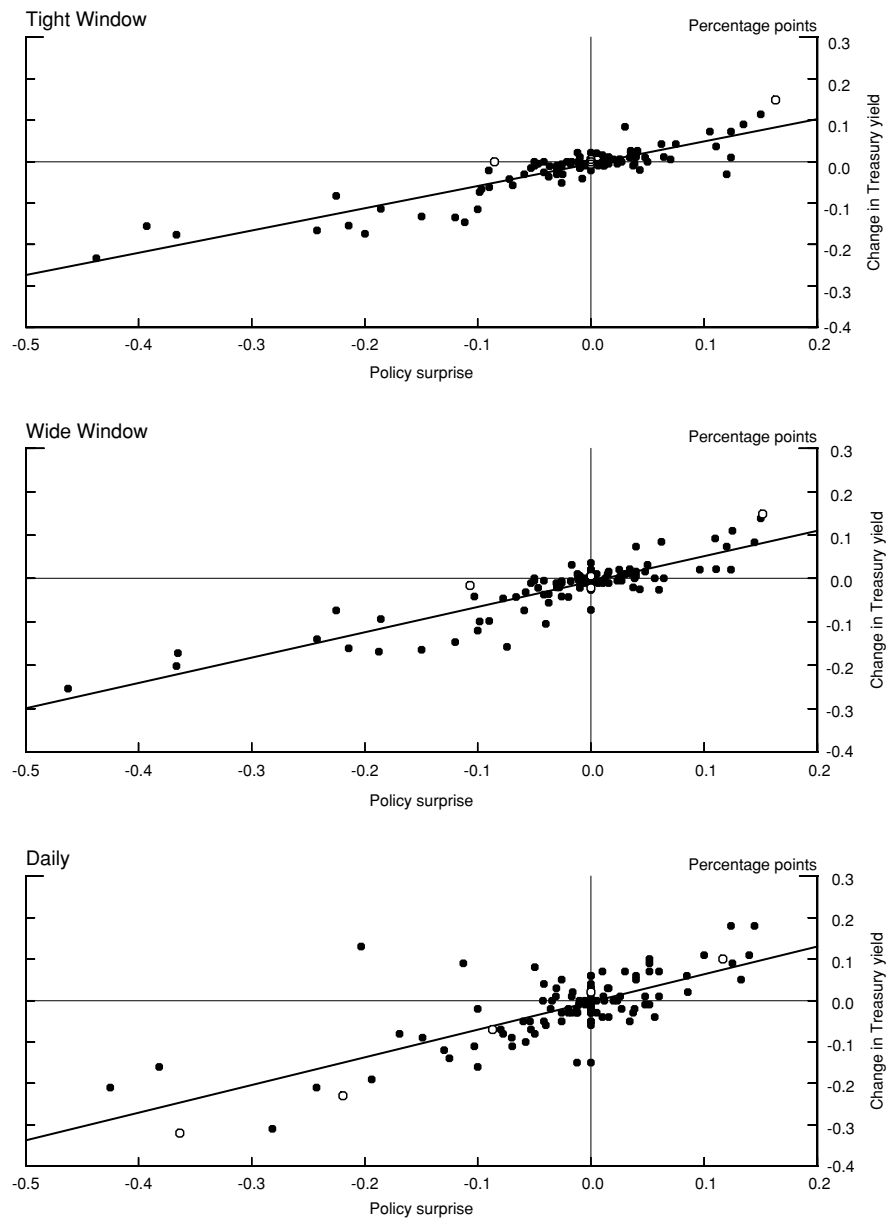 Tight Window
Percentage points
0.3
0.2
0.1
0.0
-0.1
-0.2
-0.3
-0.4
Change in Treasury yield
-0.5 -0.4 -0.3 -0.2 -0.1 0.0 0.1 0.2
Policy surprise
Wide Window
Percentage points
0.3
0.2
0.1
0.0
-0.1
-0.2
-0.3
-0.4
Change in Treasury yield
-0.5 -0.4 -0.3 -0.2 -0.1 0.0 0.1 0.2
Policy surprise
Daily
Percentage points
0.3
0.2
0.1
0.0
-0.1
-0.2
-0.3
-0.4
Change in Treasury yield
-0.5 -0.4 -0.3 -0.2 -0.1 0.0 0.1 0.2
Policy surprise